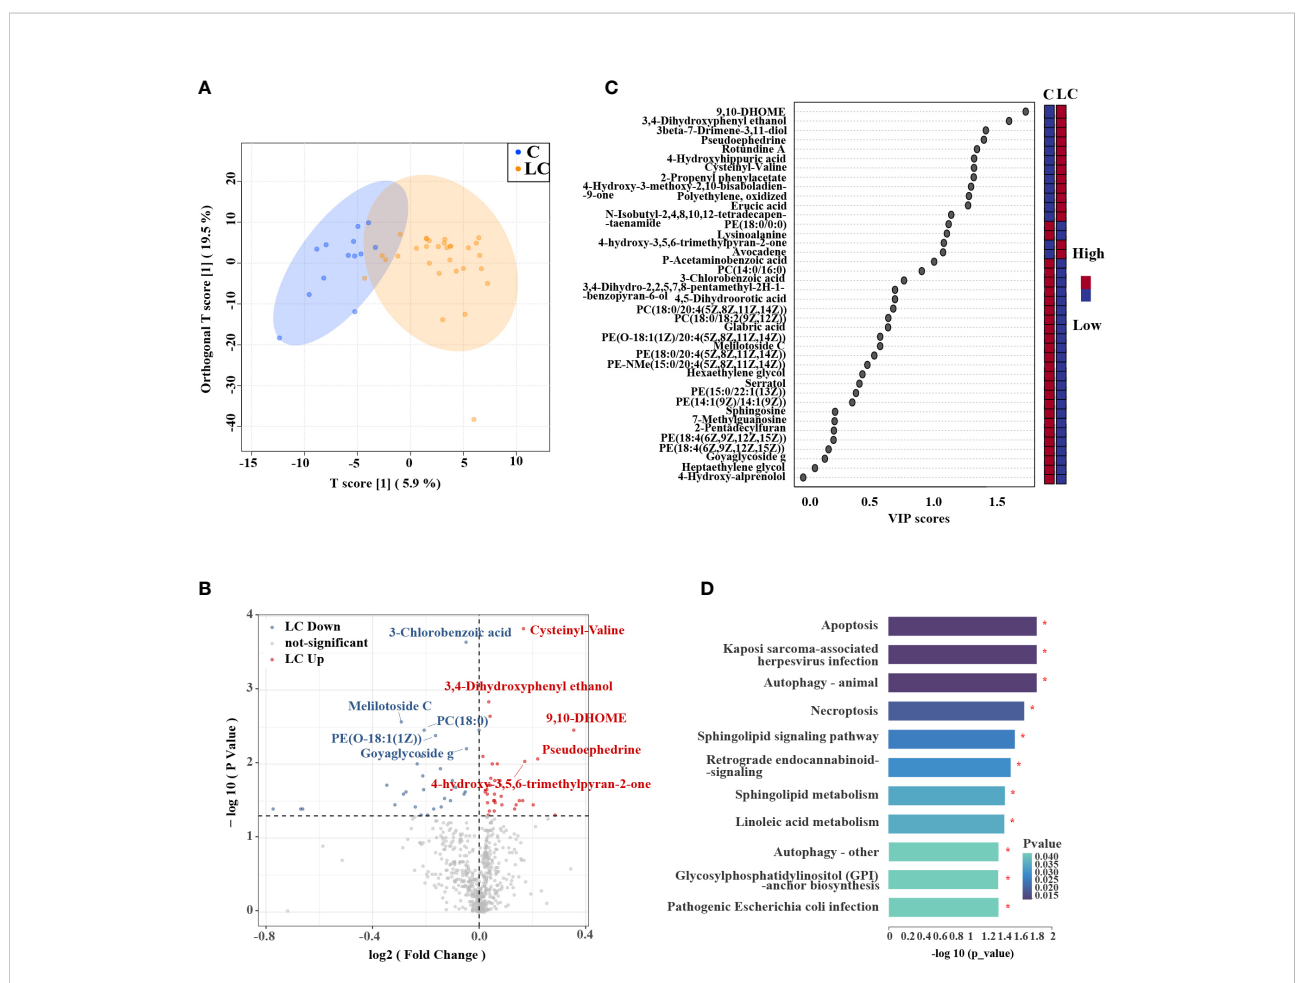 A
C
LC
Orthogonal T score [1] ( 19.5 %)
20
10
0
-10
-20
-30
-40
-15
-10
-5
0
5
10
T score [1] ( 5.9 %)
C
C LC
9,10-DHOME
3,4-Dihydroxyphenyl ethanol
3beta-7-Drimene-3,11-diol
Pseudoephedrine
Rotundine A
4-Hydroxyhippuric acid
Cysteinyl-Valine
2-Propenyl phenylacetate
4-Hydroxy-3-methoxy-2,10-bisaboladien-
-9-one
Polyethylene, oxidized
Erucic acid
N-Isobutyl-2,4,8,10,12-tetradecapen-
-taenamide
PE(18:0/0:0)
Lysinoalanine
4-hydroxy-3,5,6-trimethylpyran-2-one
Avocadene
P-Acetaminobenzoic acid
PC(14:0/16:0)
3-Chlorobenzoic acid
3,4-Dihydro-2,2,5,7,8-pentamethyl-2H-1-
-benzopyran-6-ol
4,5-Dihydroorotic acid
PC(18:0/20:4(5Z,8Z,11Z,14Z))
PC(18:0/18:2(9Z,12Z))
Glabric acid
PE(O-18:1(1Z)/20:4(5Z,8Z,11Z,14Z))
Melilotoside C
PE(18:0/20:4(5Z,8Z,11Z,14Z))
PE-NMe(15:0/20:4(5Z,8Z,11Z,14Z))
Hexaethylene glycol
Serratol
PE(15:0/22:1(13Z))
PE(14:1(9Z)/14:1(9Z))
Sphingosine
7-Methylguanosine
2-Pentadecylfuran
PE(18:4(6Z,9Z,12Z,15Z))
PE(18:4(6Z,9Z,12Z,15Z))
Goyaglycoside g
Heptaethylene glycol
4-Hydroxy-alprenolol
High
Low
0.0
0.5
1.0
1.5
VIP scores
B
LC Down
not-significant
LC Up
3-Chlorobenzoic acid
Cysteinyl-Valine
3,4-Dihydroxyphenyl ethanol
Melilotoside C
PC(18:0)
9,10-DHOME
PE(O-18:1(1Z))
Goyaglycoside g
Pseudoephedrine
4-hydroxy-3,5,6-trimethylpyran-2-one
− log 10 ( P Value )
4
3
2
1
0
-0.8
-0.4
0.0
0.4
log2 ( Fold Change )
D
Apoptosis *
Kaposi sarcoma-associated
herpesvirus infection *
Autophagy - animal *
Necroptosis *
Sphingolipid signaling pathway *
Retrograde endocannabinoid-
-signaling *
Sphingolipid metabolism *
Linoleic acid metabolism *
Autophagy - other *
Glycosylphosphatidylinositol (GPI)
-anchor biosynthesis *
Pathogenic Escherichia coli infection *
Pvalue
0.040
0.035
0.030
0.025
0.020
0.015
0 0.2 0.4 0.6 0.8 1 1.2 1.4 1.6 1.8 2
-log 10 (p_value)